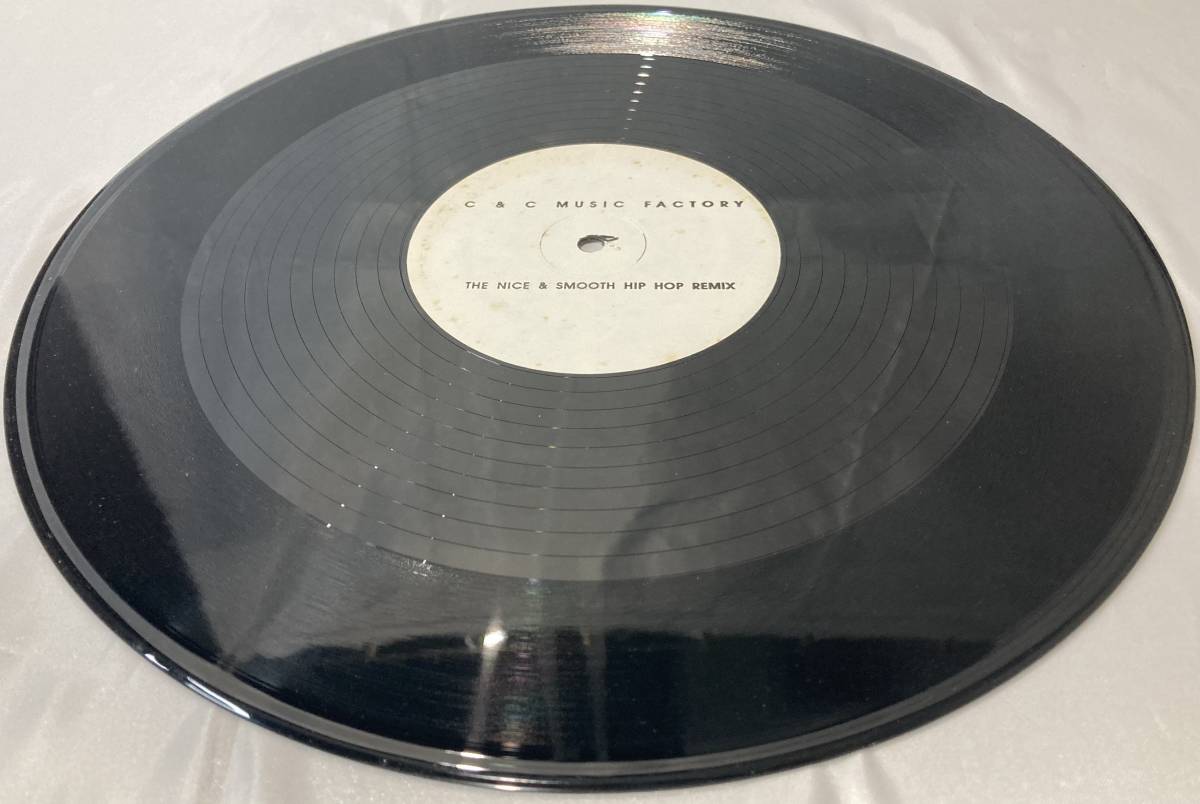 C & C MUSIC FACTORY
THE NICE & SMOOTH HIP HOP REMIX